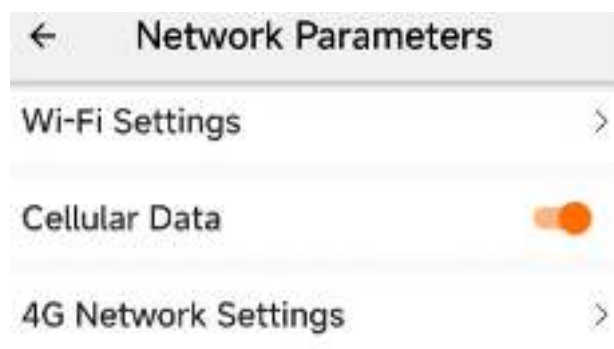 Network Parameters
Wi-Fi Settings
Cellular Data
4G Network Settings